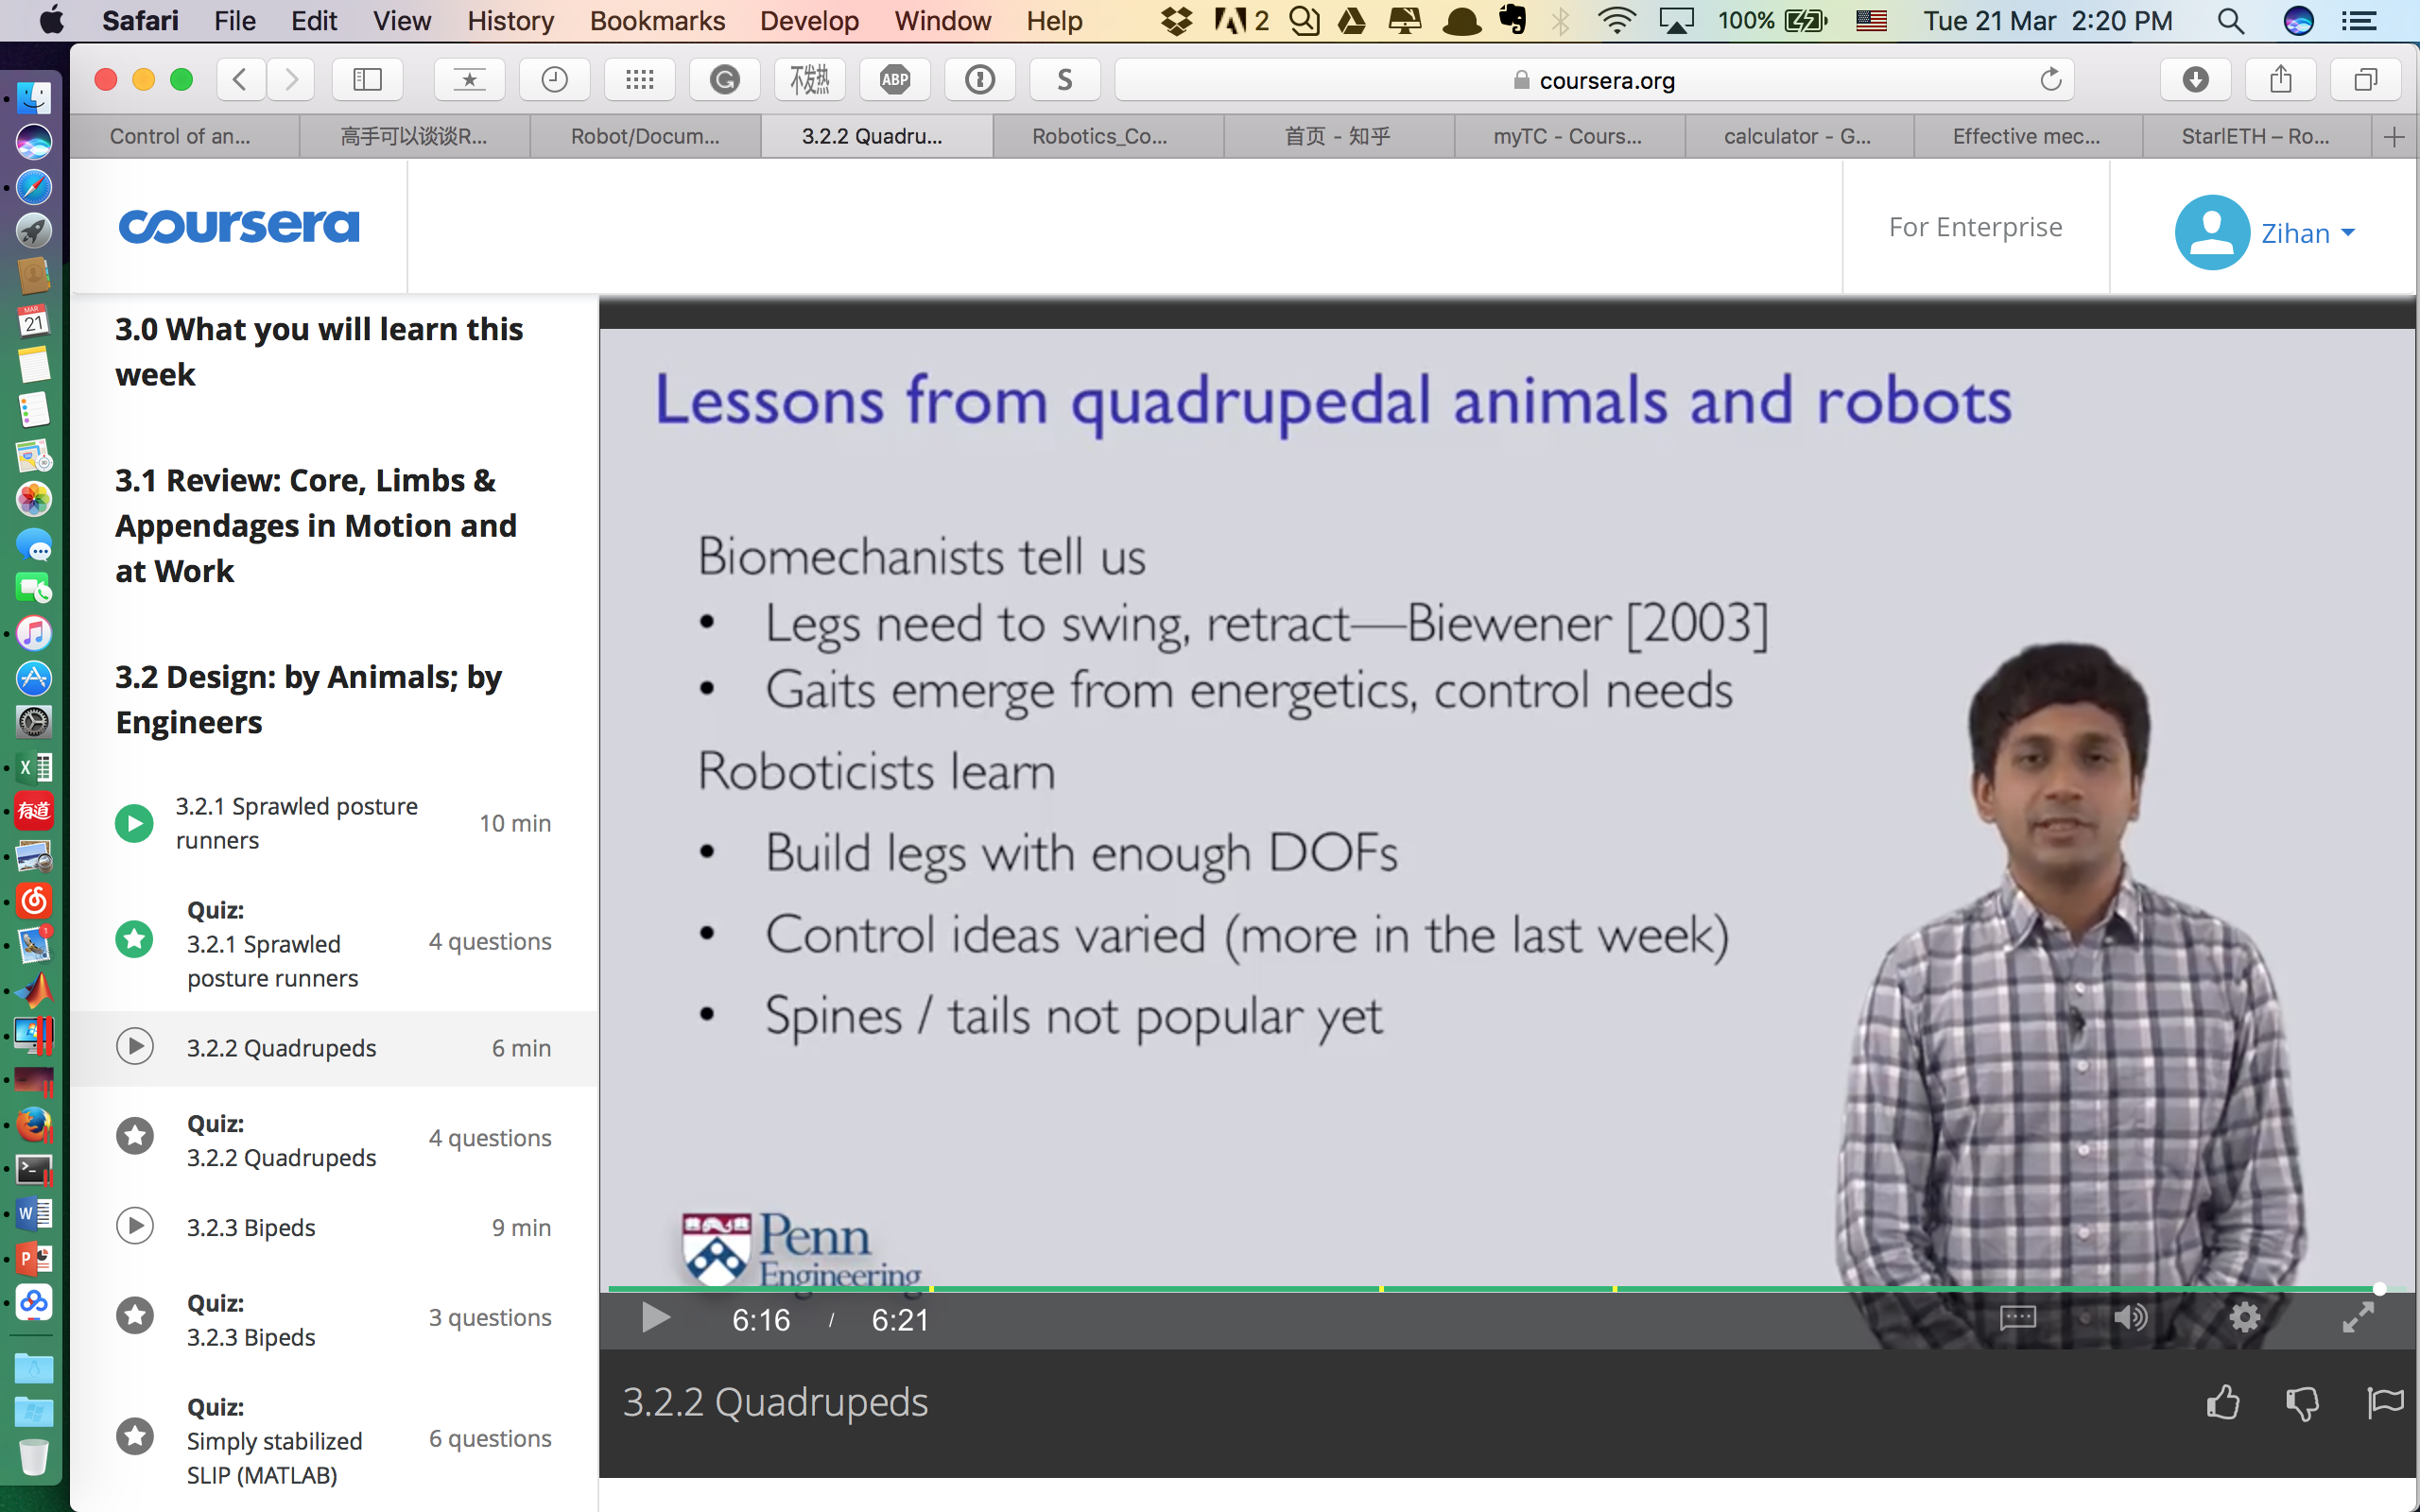 Safari File Edit View History Bookmarks Develop Window Help 2 100% Tue 21 Mar 2:20 PM
不发热 ABP S coursera.org
Control of an... 高手可以谈谈R... Robot/Docum... 3.2.2 Quadru... Robotics_Co... 首页 - 知乎 myTC - Cours... calculator - G... Effective mec... StarlETH – Ro...
coursera
For Enterprise
Zihan
3.0 What you will learn this
week
3.1 Review: Core, Limbs &
Appendages in Motion and
at Work
3.2 Design: by Animals; by
Engineers
3.2.1 Sprawled posture
runners
10 min
Quiz:
3.2.1 Sprawled
posture runners
4 questions
3.2.2 Quadrupeds 6 min
Quiz:
3.2.2 Quadrupeds
4 questions
3.2.3 Bipeds 9 min
Quiz:
3.2.3 Bipeds
3 questions
Quiz:
Simply stabilized
SLIP (MATLAB)
6 questions
Lessons from quadrupedal animals and robots
Biomechanists tell us
• Legs need to swing, retract—Biewener [2003]
• Gaits emerge from energetics, control needs
Roboticists learn
• Build legs with enough DOFs
• Control ideas varied (more in the last week)
• Spines / tails not popular yet
Penn
Engineering
6:16 / 6:21
3.2.2 Quadrupeds
MAR
21
有道